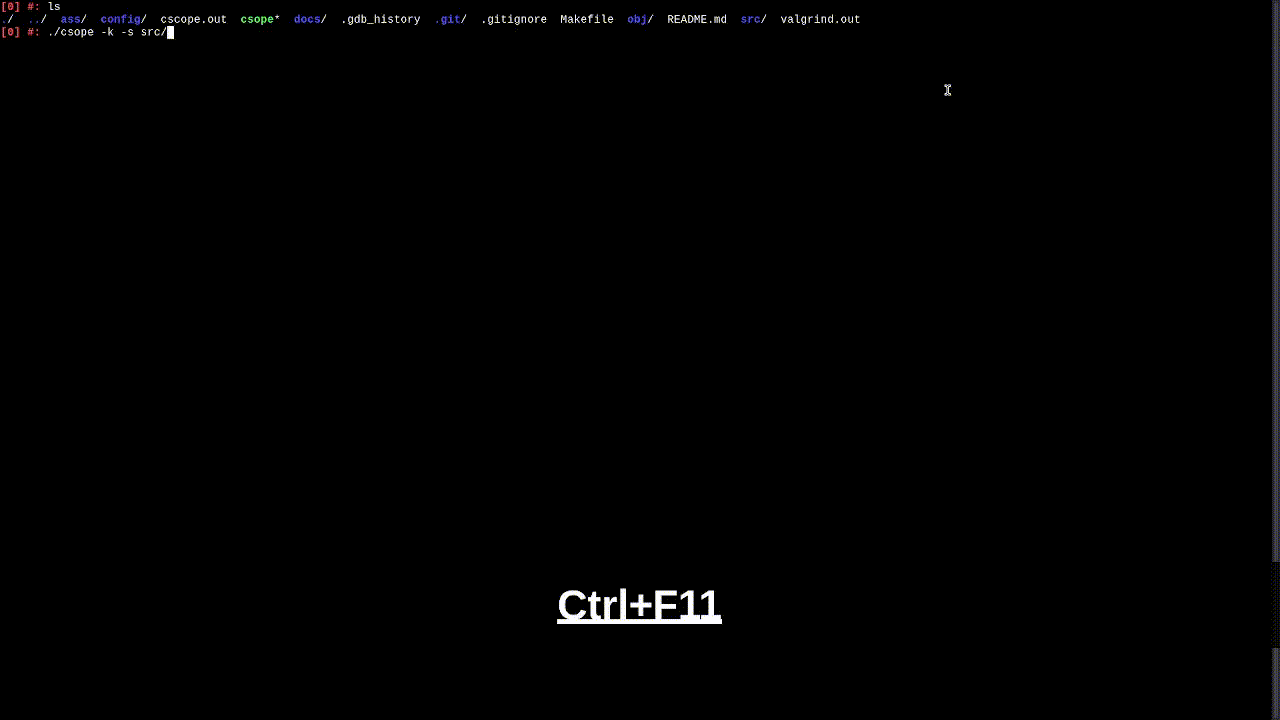 [0] #: ls
./  ../  ass/  config/  cscope.out  csope*  docs/  .gdb_history  .git/  .gitignore  Makefile  obj/  README.md  src/  valgrind.out
[0] #: ./csope -k -s src/
Ctrl+F11